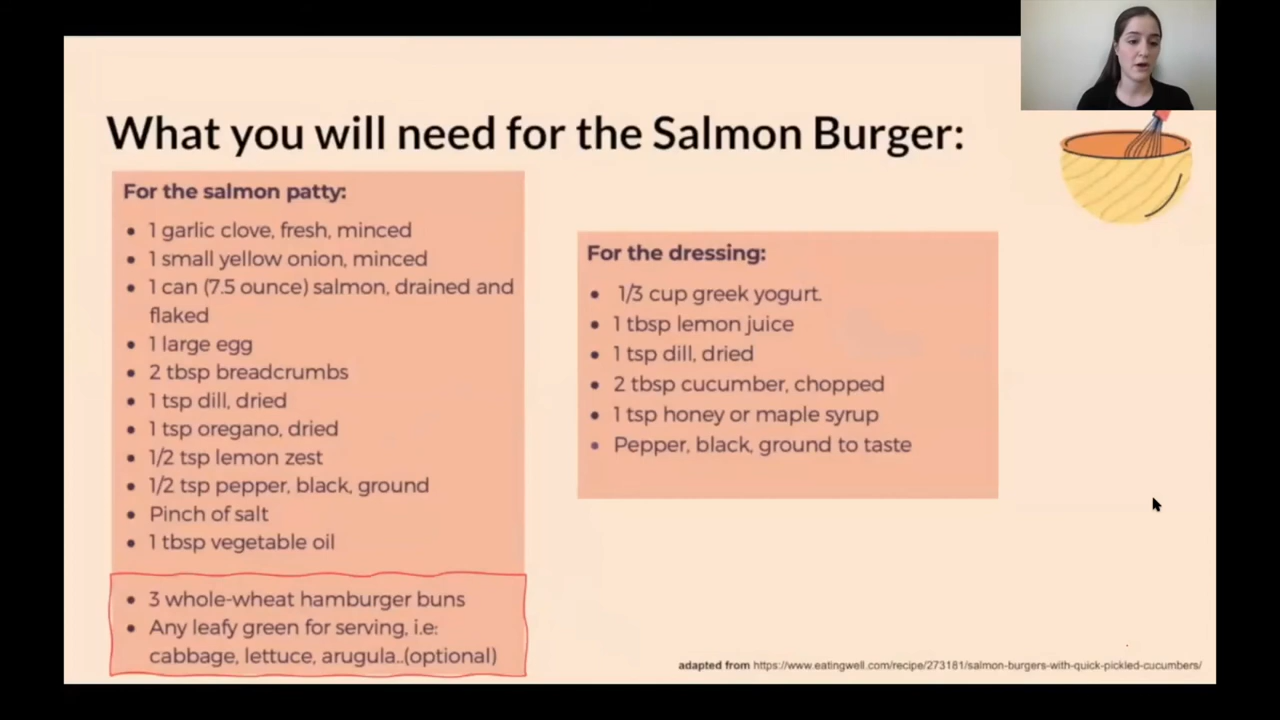 What you will need for the Salmon Burger:
For the salmon patty:
• 1 garlic clove, fresh, minced
• 1 small yellow onion, minced
• 1 can (7.5 ounce) salmon, drained and
flaked
• 1 large egg
• 2 tbsp breadcrumbs
• 1 tsp dill, dried
• 1 tsp oregano, dried
• 1/2 tsp lemon zest
• 1/2 tsp pepper, black, ground
• Pinch of salt
• 1 tbsp vegetable oil
• 3 whole-wheat hamburger buns
• Any leafy green for serving, i.e:
cabbage, lettuce, arugula..(optional)
For the dressing:
• 1/3 cup greek yogurt.
• 1 tbsp lemon juice
• 1 tsp dill, dried
• 2 tbsp cucumber, chopped
• 1 tsp honey or maple syrup
• Pepper, black, ground to taste
adapted from https://www.eatingwell.com/recipe/273181/salmon-burgers-with-quick-pickled-cucumbers/